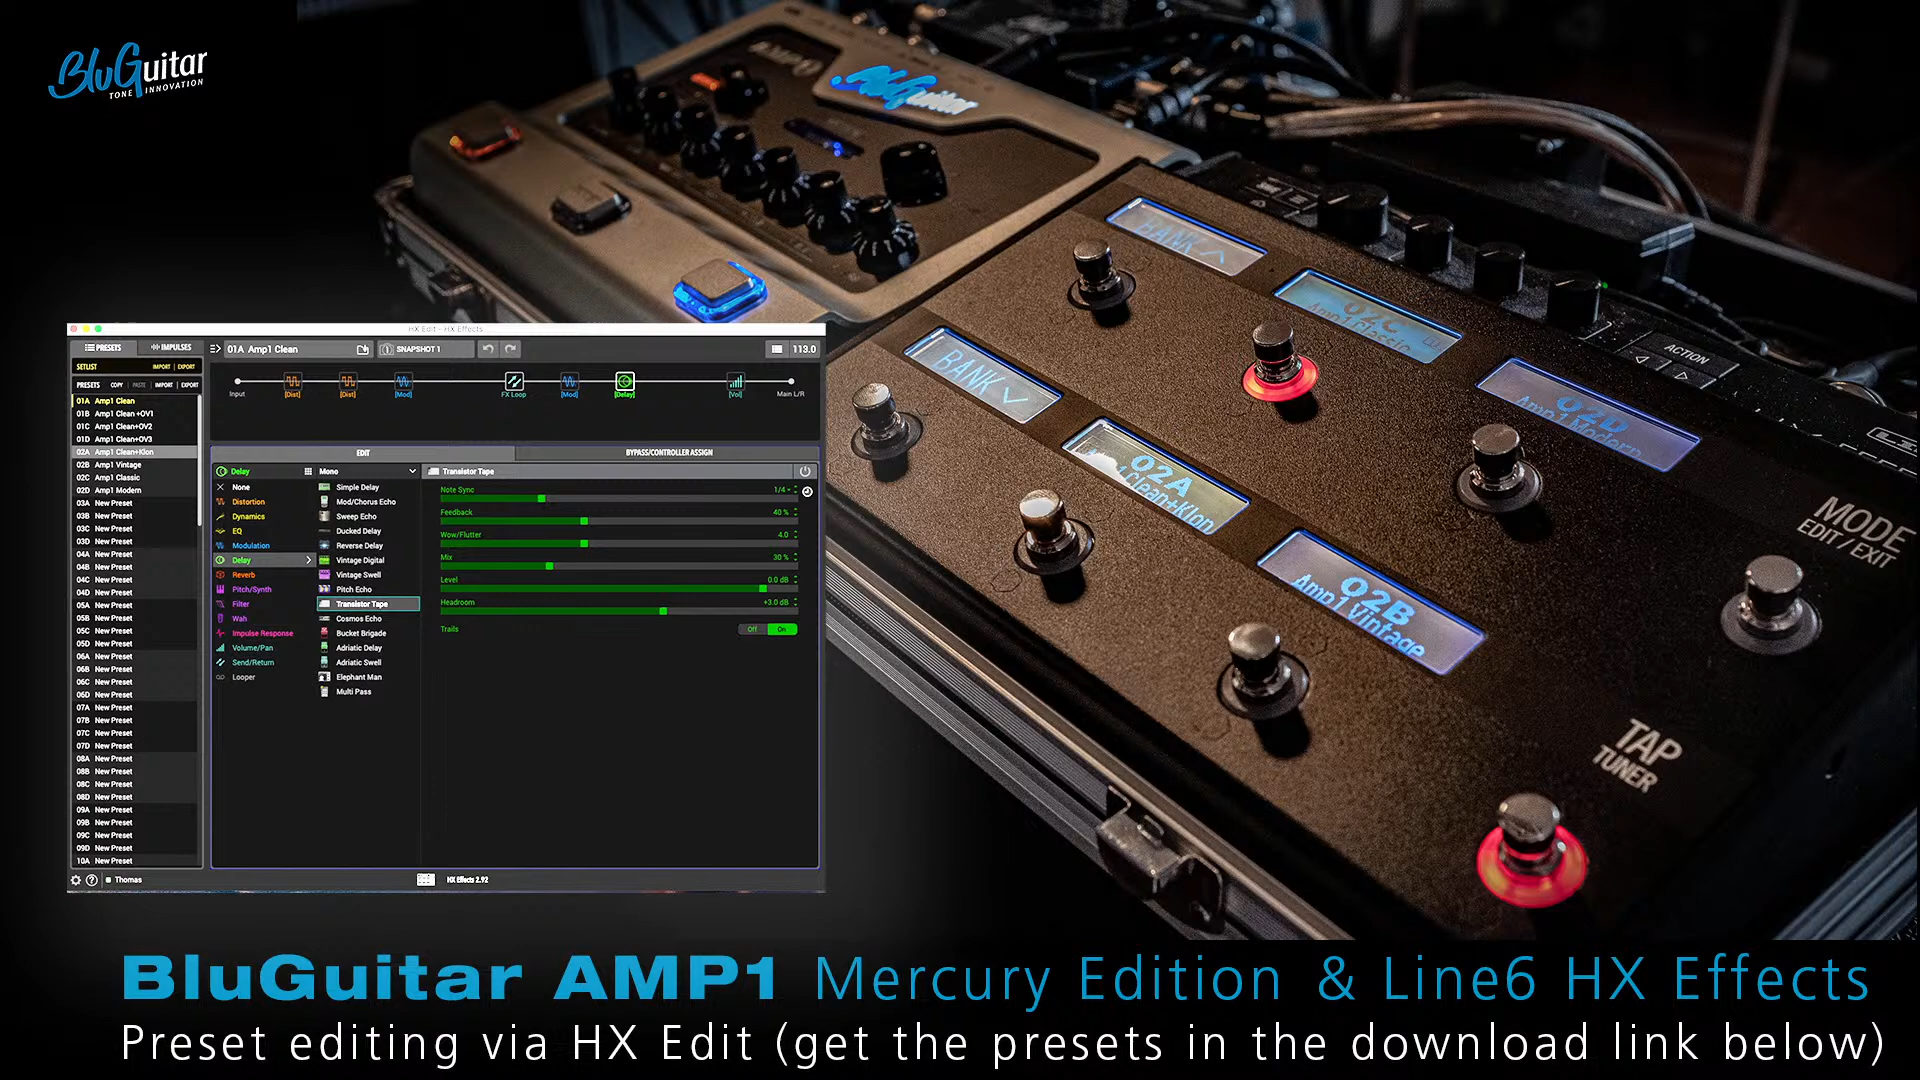 BluGuitar
TONE INNOVATION
AMP1
BluGuitar
BANK
02C
Amp1 Classic
ACTION
BANK
02D
Amp1 Modern
02A
Amp1 Clean+Klon
MODE
EDIT / EXIT
02B
Amp1 Vintage
TAP
TUNER
HX Edit - HX Effects
PRESETS
IMPULSES
01A Amp1 Clean
SNAPSHOT 1
113.0
SETLIST IMPORT | EXPORT
PRESETS COPY PASTE IMPORT EXPORT
Input
[Dist]
[Dist]
[Mod]
FX Loop
[Mod]
[Delay]
[Vol]
Main L/R
01A Amp1 Clean
01B Amp1 Clean +OV1
01C Amp1 Clean+OV2
01D Amp1 Clean+OV3
02A Amp1 Clean+Klon
02B Amp1 Vintage
02C Amp1 Classic
02D Amp1 Modern
03A New Preset
03B New Preset
03C New Preset
03D New Preset
04A New Preset
04B New Preset
04C New Preset
04D New Preset
05A New Preset
05B New Preset
05C New Preset
05D New Preset
06A New Preset
06B New Preset
06C New Preset
06D New Preset
07A New Preset
07B New Preset
07C New Preset
07D New Preset
08A New Preset
08B New Preset
08C New Preset
08D New Preset
09A New Preset
09B New Preset
09C New Preset
09D New Preset
10A New Preset
EDIT
BYPASS/CONTROLLER ASSIGN
Delay
None
Distortion
Dynamics
EQ
Modulation
Delay
Reverb
Pitch/Synth
Filter
Wah
Impulse Response
Volume/Pan
Send/Return
Looper
Mono
Simple Delay
Mod/Chorus Echo
Sweep Echo
Ducked Delay
Reverse Delay
Vintage Digital
Vintage Swell
Pitch Echo
Transistor Tape
Cosmos Echo
Bucket Brigade
Adriatic Delay
Adriatic Swell
Elephant Man
Multi Pass
Transistor Tape
Note Sync 1/4
Feedback 40 %
Wow/Flutter 4.0
Mix 30 %
Level 0.0 dB
Headroom +3.0 dB
Trails Off On
Thomas
HX Effects 2.92
BluGuitar AMP1 Mercury Edition & Line6 HX Effects
Preset editing via HX Edit (get the presets in the download link below)